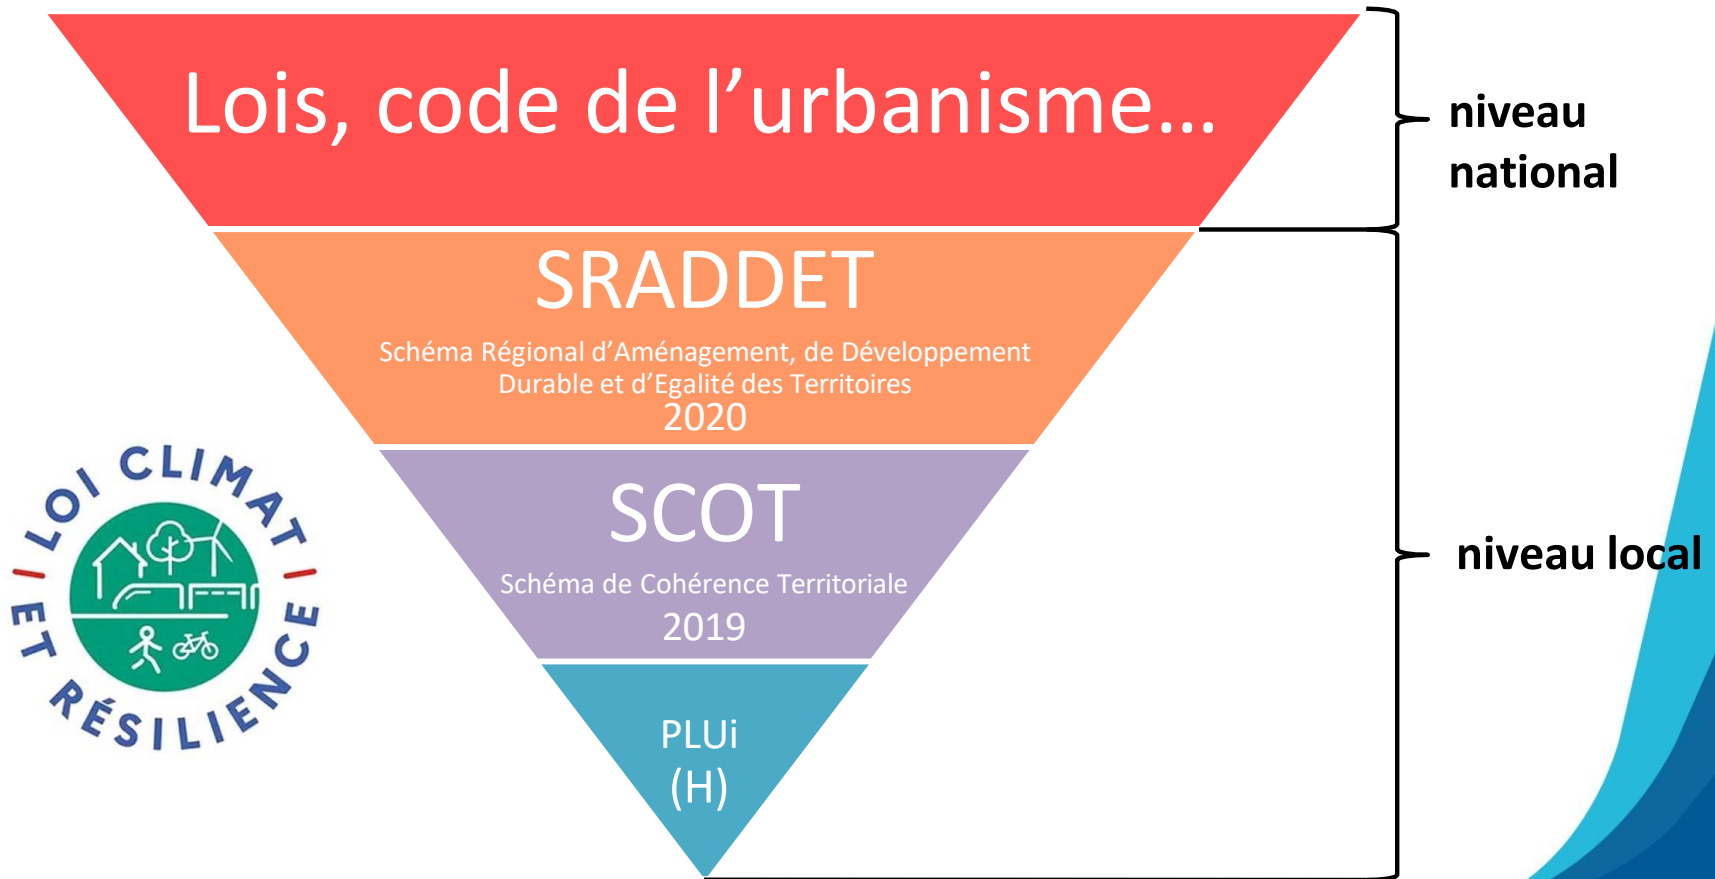 Lois, code de l’urbanisme…
niveau
national
SRADDET
Schéma Régional d’Aménagement, de Développement
Durable et d’Egalité des Territoires
2020
LOI CLIMAT
ET RÉSILIENCE
SCOT
Schéma de Cohérence Territoriale
2019
niveau local
PLUi
(H)